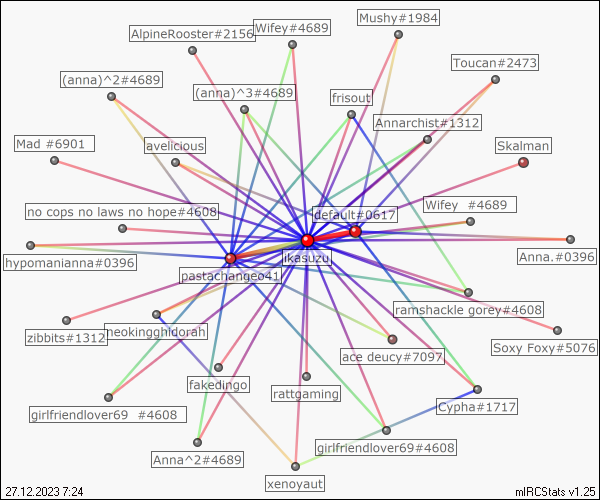 Mushy#1984
AlpineRooster#2156
Wifey#4689
Toucan#2473
(anna)^2#4689
(anna)^3#4689
frisout
Annarchist#1312
Mad #6901
avelicious
Skalman
no cops no laws no hope#4608
default#0617
Wifey #4689
hypomanianna#0396
ikasuzu
Anna.#0396
pastachangeo41
ramshackle gorey#4608
zibbits#1312
neokingghidorah
ace deucy#7097
Soxy Foxy#5076
fakedingo
rattgaming
girlfriendlover69 #4608
Cypha#1717
Anna^2#4689
girlfriendlover69#4608
xenoyaut
27.12.2023 7:24
mIRCStats v1.25